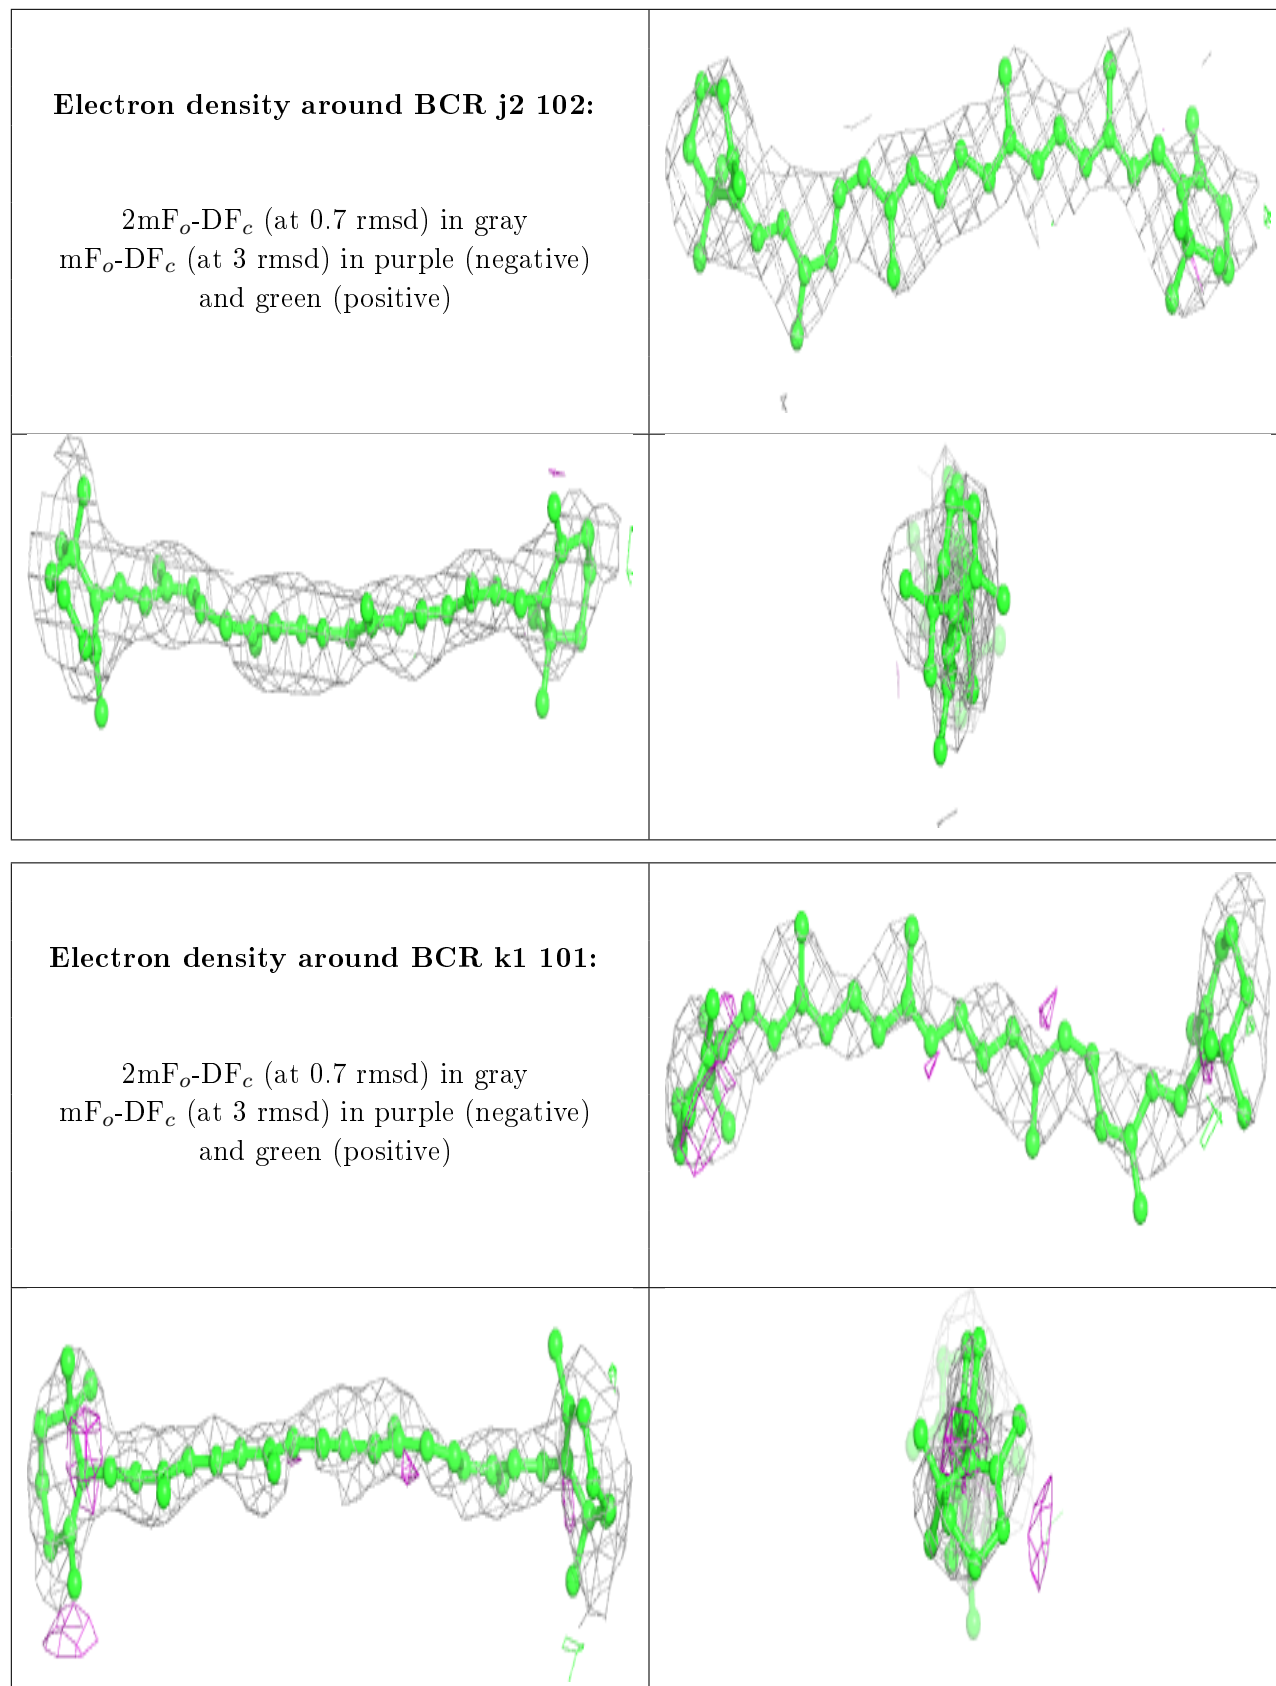 Electron density around BCR j2 102:
2mFₒ-DF𝒸 (at 0.7 rmsd) in gray
mFₒ-DF𝒸 (at 3 rmsd) in purple (negative)
and green (positive)
Electron density around BCR k1 101:
2mFₒ-DF𝒸 (at 0.7 rmsd) in gray
mFₒ-DF𝒸 (at 3 rmsd) in purple (negative)
and green (positive)